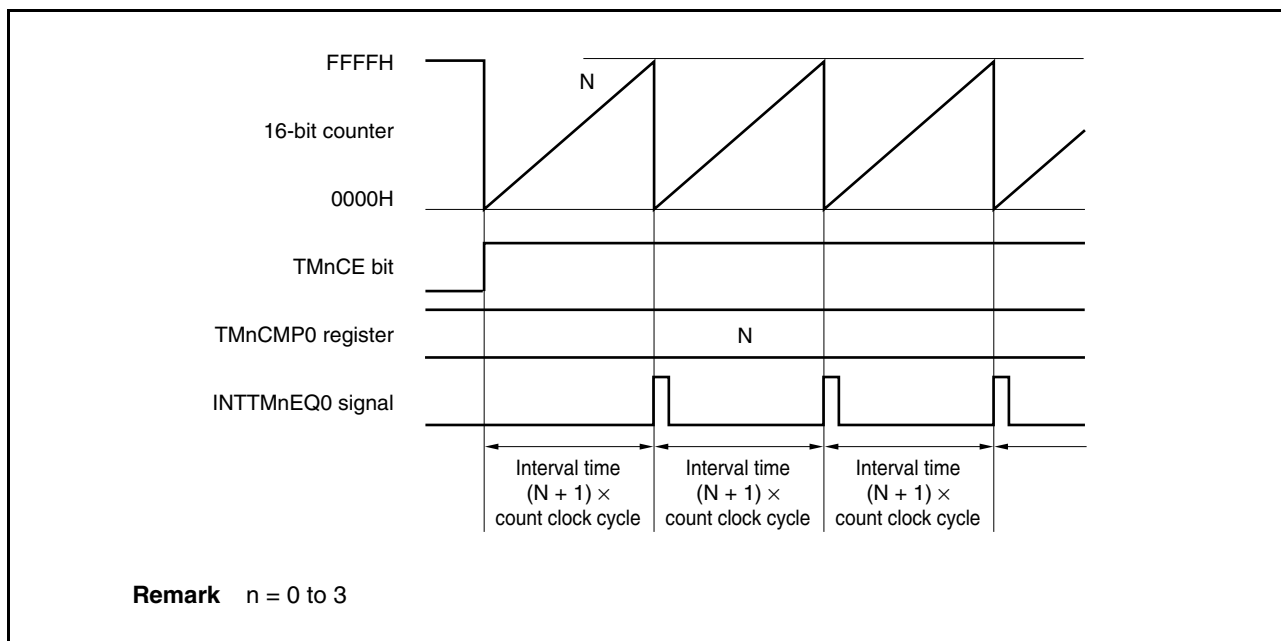 FFFFH
N
16-bit counter
0000H
TMnCE bit
TMnCMP0 register
N
INTTMnEQ0 signal
Interval time
(N + 1) ×
count clock cycle
Interval time
(N + 1) ×
count clock cycle
Interval time
(N + 1) ×
count clock cycle
Remark n = 0 to 3